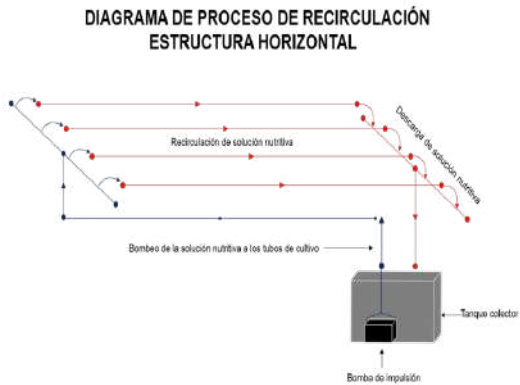 DIAGRAMA DE PROCESO DE RECIRCULACIÓN
ESTRUCTURA HORIZONTAL
Recirculación de solución nutritiva
Descarga de solución nutritiva
Bombeo de la solución nutritiva a los tubos de cultivo
Tanque colector
Bomba de impulsión